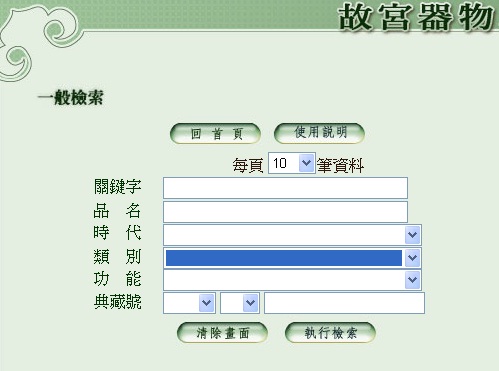 故宮器物
一般檢索
回首頁 使用說明
每頁 10 筆資料
關鍵字
品 名
時 代
類 別
功 能
典藏號
清除畫面 執行檢索